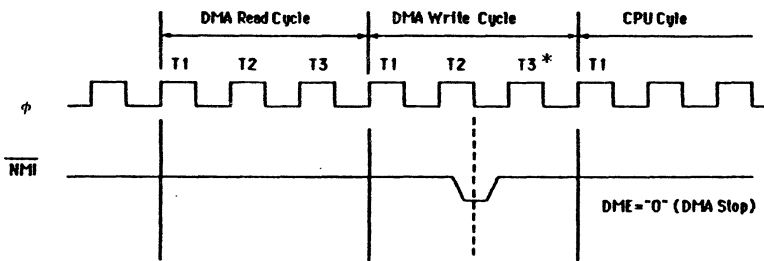 DMA Read Cycle DMA Write Cycle CPU Cyle
T1 T2 T3 T1 T2 T3* T1
φ
NMI
DME="0" (DMA Stop)